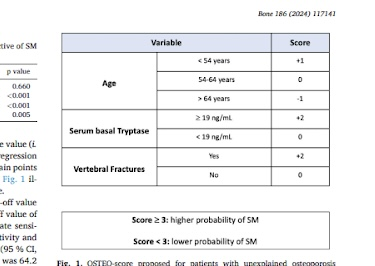 Bone 186 (2024) 117141
ctive of SM
p value
0.660
<0.001
<0.001
0.005
e value (i.
regression
ain points
Fig. 1 il-
e.
-off value
ff value of
ate sensi-
tivity and
(95 % CI,
was 64.2
Variable Score
Age
< 54 years +1
54-64 years 0
> 64 years -1
Serum basal Tryptase
≥ 19 ng/mL +2
< 19 ng/mL 0
Vertebral Fractures
Yes +2
No 0
Score ≥ 3: higher probability of SM
Score < 3: lower probability of SM
Fig. 1. OSTEO-score proposed for patients with unexplained osteoporosis